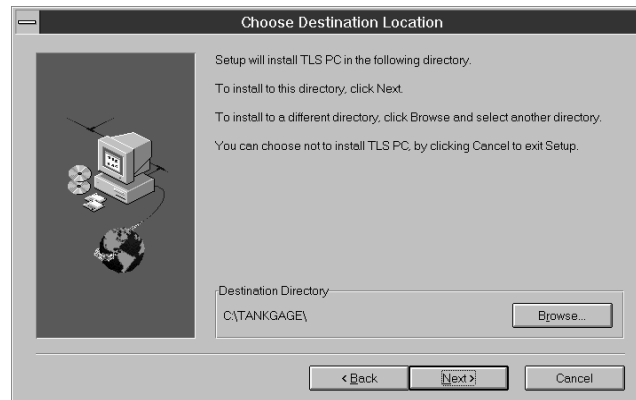 Choose Destination Location
Setup will install TLS PC in the following directory.
To install to this directory, click Next.
To install to a different directory, click Browse and select another directory.
You can choose not to install TLS PC, by clicking Cancel to exit Setup.
Destination Directory
C:\TANKGAGE\
Browse...
< Back
Next >
Cancel